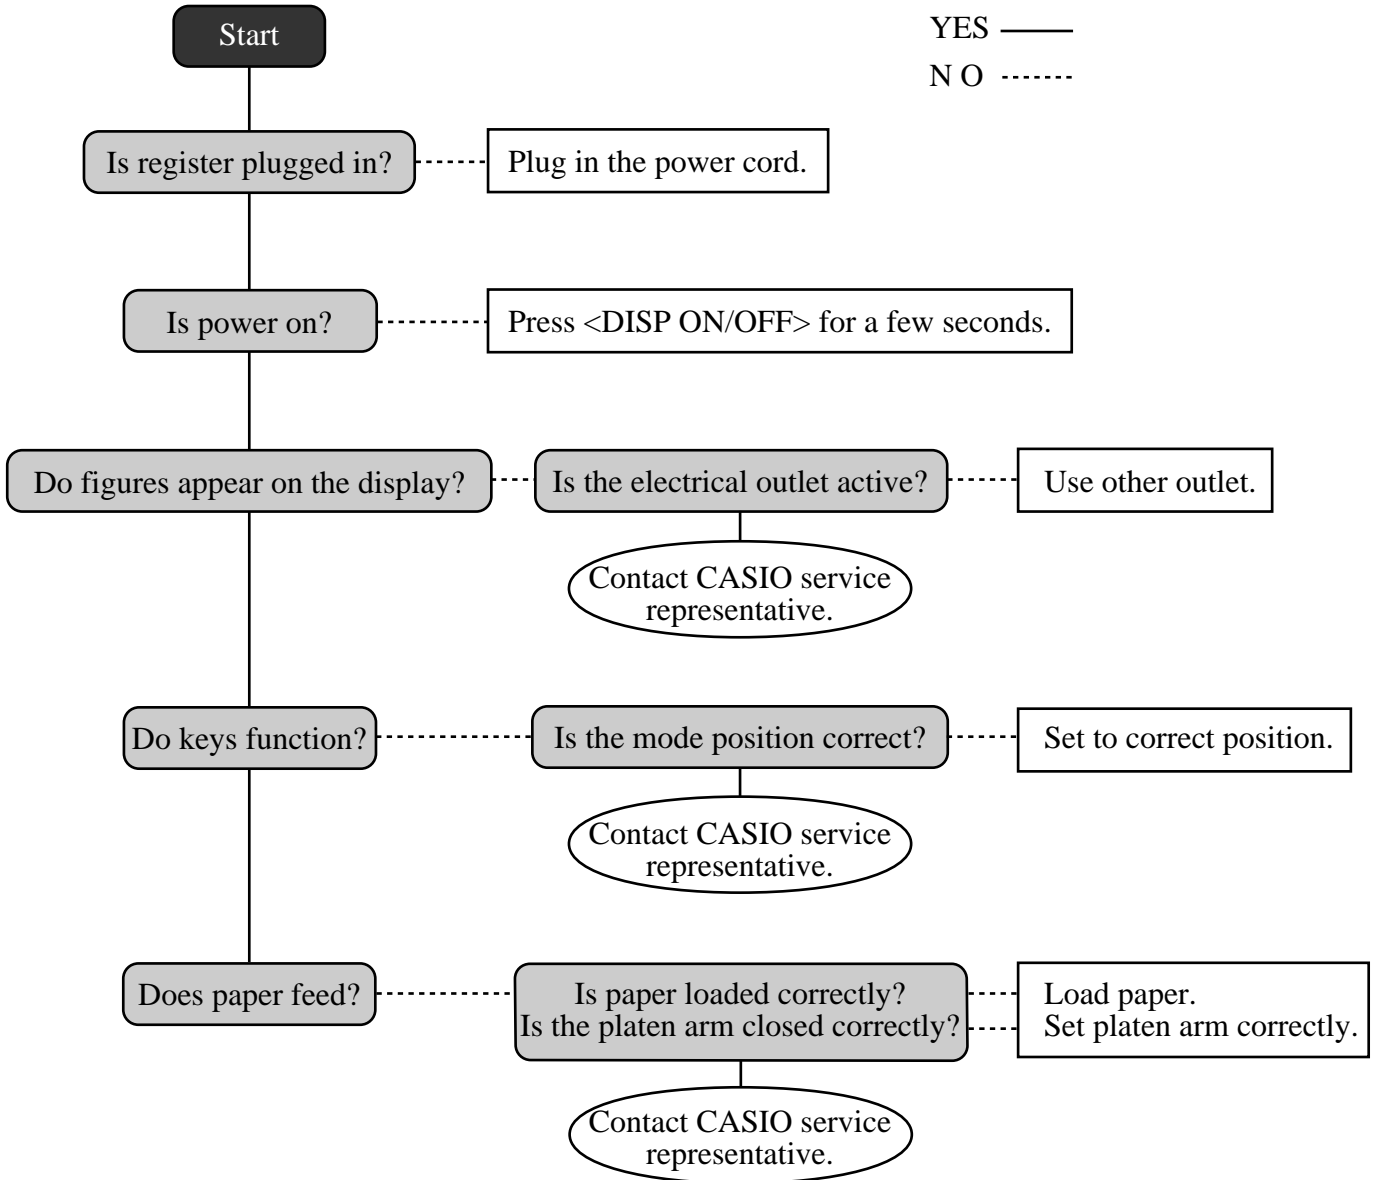 Start
YES
N O
Is register plugged in?
Plug in the power cord.
Is power on?
Press <DISP ON/OFF> for a few seconds.
Do figures appear on the display?
Is the electrical outlet active?
Use other outlet.
Contact CASIO service
representative.
Do keys function?
Is the mode position correct?
Set to correct position.
Contact CASIO service
representative.
Does paper feed?
Is paper loaded correctly?
Is the platen arm closed correctly?
Load paper.
Set platen arm correctly.
Contact CASIO service
representative.